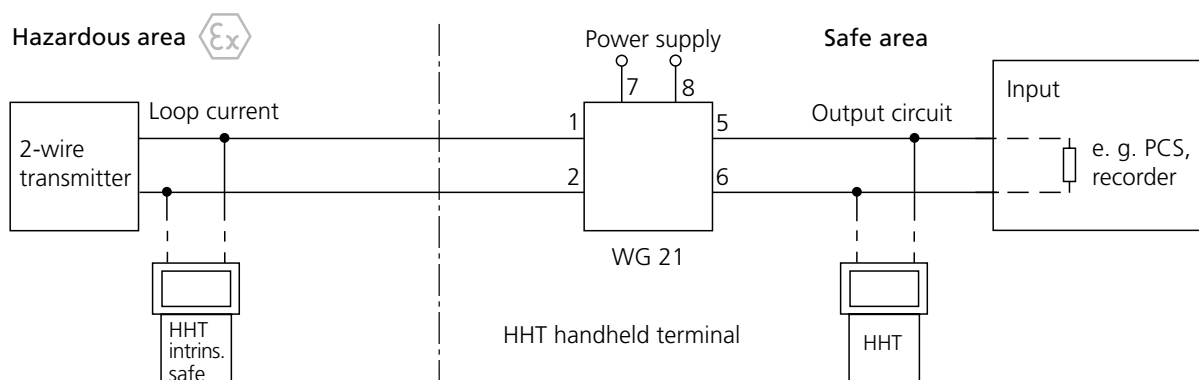 Hazardous area
Ex
Power supply
Safe area
7
8
Input
Loop current
1
5
Output circuit
2-wire
transmitter
e. g. PCS,
recorder
2
6
WG 21
HHT
intrins.
safe
HHT handheld terminal
HHT